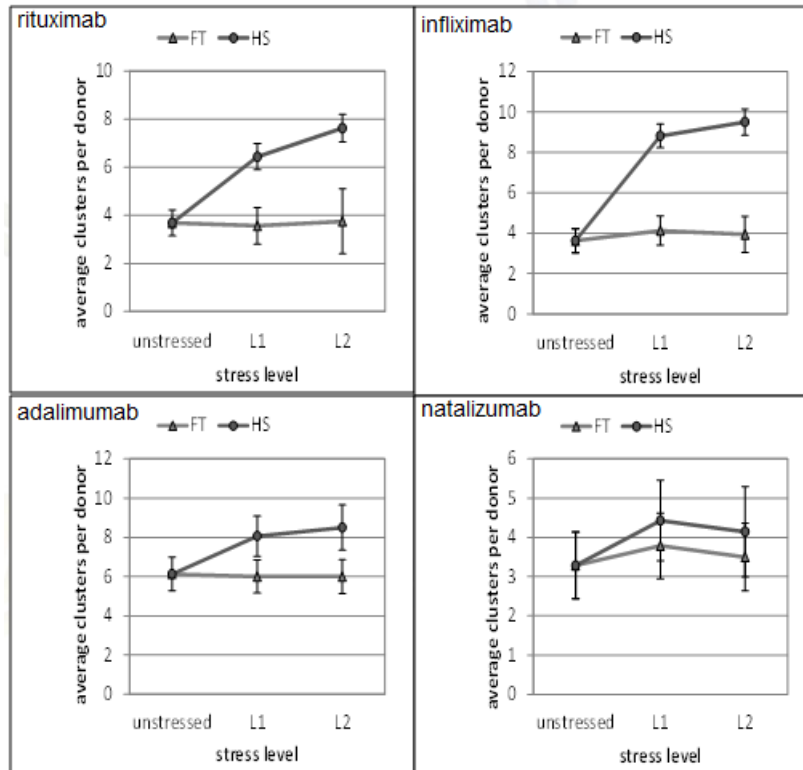 rituximab
FT HS
average clusters per donor
10
8
6
4
2
0
unstressed L1 L2
stress level
infliximab
FT HS
average clusters per donor
12
10
8
6
4
2
0
unstressed L1 L2
stress level
adalimumab
FT HS
average clusters per donor
12
10
8
6
4
2
0
unstressed L1 L2
stress level
natalizumab
FT HS
average clusters per donor
6
5
4
3
2
1
0
unstressed L1 L2
stress level